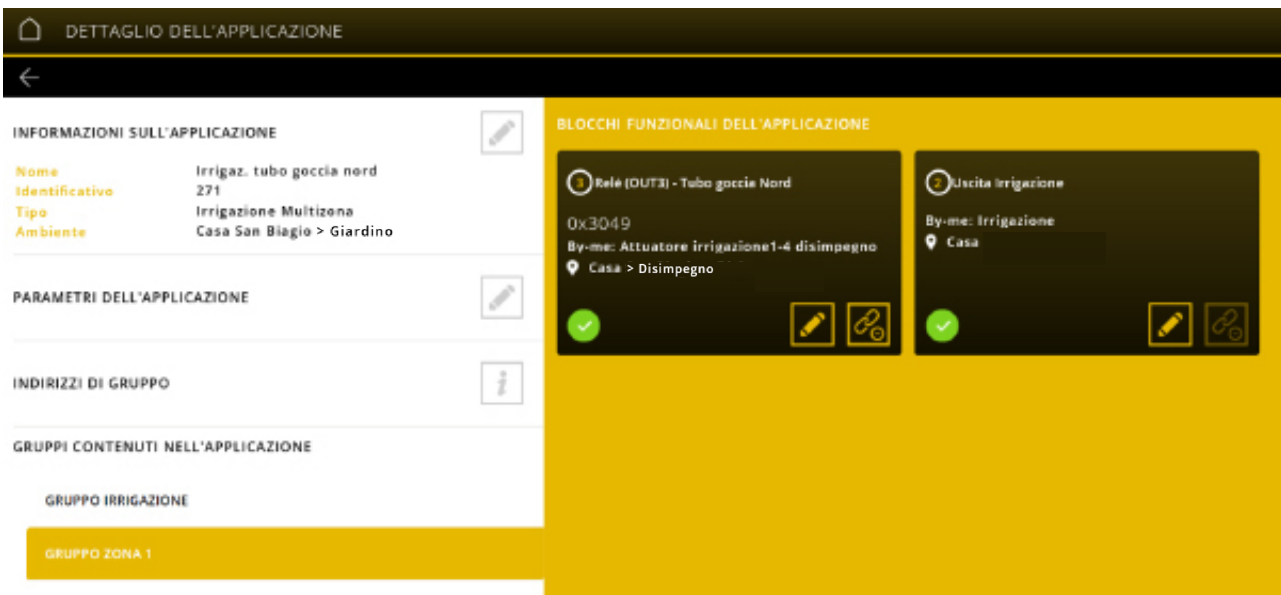 DETTAGLIO DELL'APPLICAZIONE
INFORMAZIONI SULL'APPLICAZIONE
Nome Irrigaz. tubo goccia nord
Identificativo 271
Tipo Irrigazione Multizona
Ambiente Casa San Biagio > Giardino
PARAMETRI DELL'APPLICAZIONE
INDIRIZZI DI GRUPPO
i
GRUPPI CONTENUTI NELL'APPLICAZIONE
GRUPPO IRRIGAZIONE
GRUPPO ZONA 1
BLOCCHI FUNZIONALI DELL'APPLICAZIONE
3 Relé (OUT3) - Tubo goccia Nord
0x3049
By-me: Attuatore irrigazione1-4 disimpegno
Casa > Disimpegno
2 Uscita Irrigazione
By-me: Irrigazione
Casa